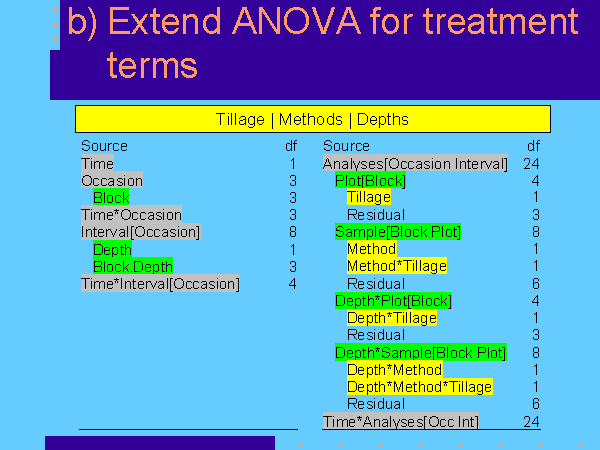 b) Extend ANOVA for treatment
terms
Tillage | Methods | Depths
Source df
Time 1
Occasion 3
Block 3
Time*Occasion 3
Interval[Occasion] 8
Depth 1
Block.Depth 3
Time*Interval[Occasion] 4
Source df
Analyses[Occasion Interval] 24
Plot[Block] 4
Tillage 1
Residual 3
Sample[Block Plot] 8
Method 1
Method*Tillage 1
Residual 6
Depth*Plot[Block] 4
Depth*Tillage 1
Residual 3
Depth*Sample[Block Plot] 8
Depth*Method 1
Depth*Method*Tillage 1
Residual 6
Time*Analyses[Occ Int] 24